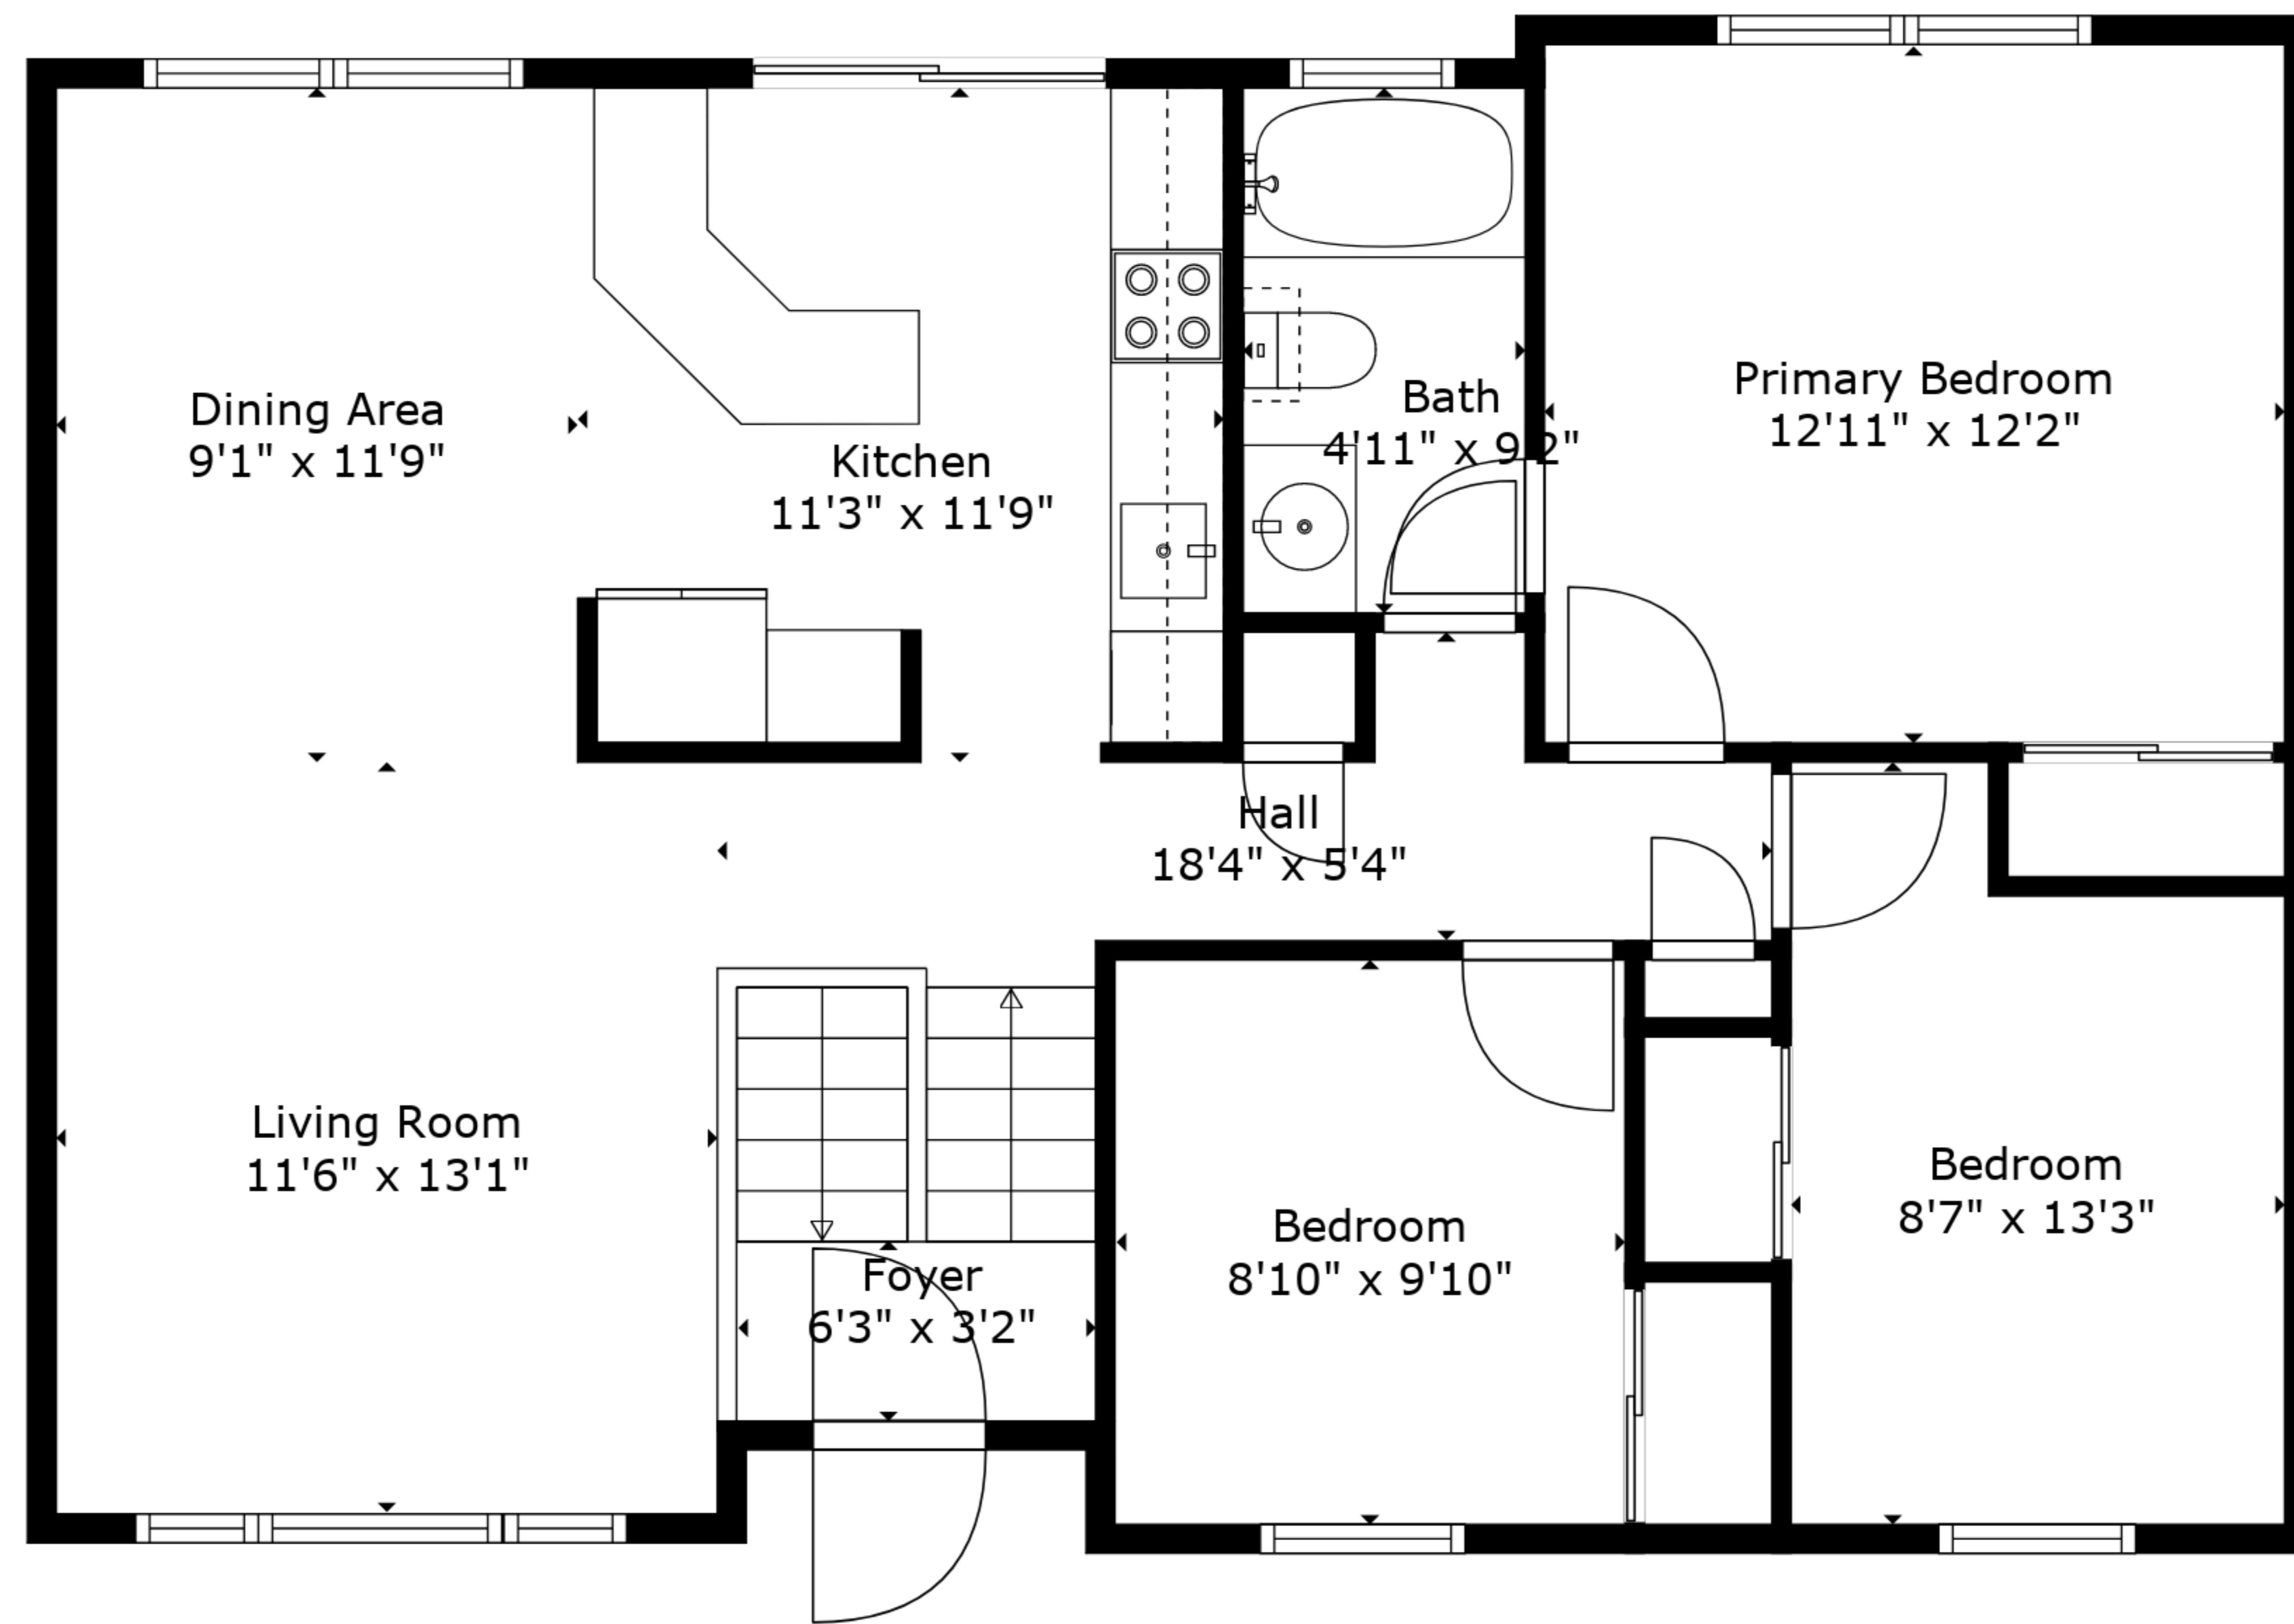 Dining Area
9'1" x 11'9"
Kitchen
11'3" x 11'9"
Bath
4'11" x 9'2"
Primary Bedroom
12'11" x 12'2"
Hall
18'4" x 5'4"
Living Room
11'6" x 13'1"
Foyer
6'3" x 3'2"
Bedroom
8'10" x 9'10"
Bedroom
8'7" x 13'3"